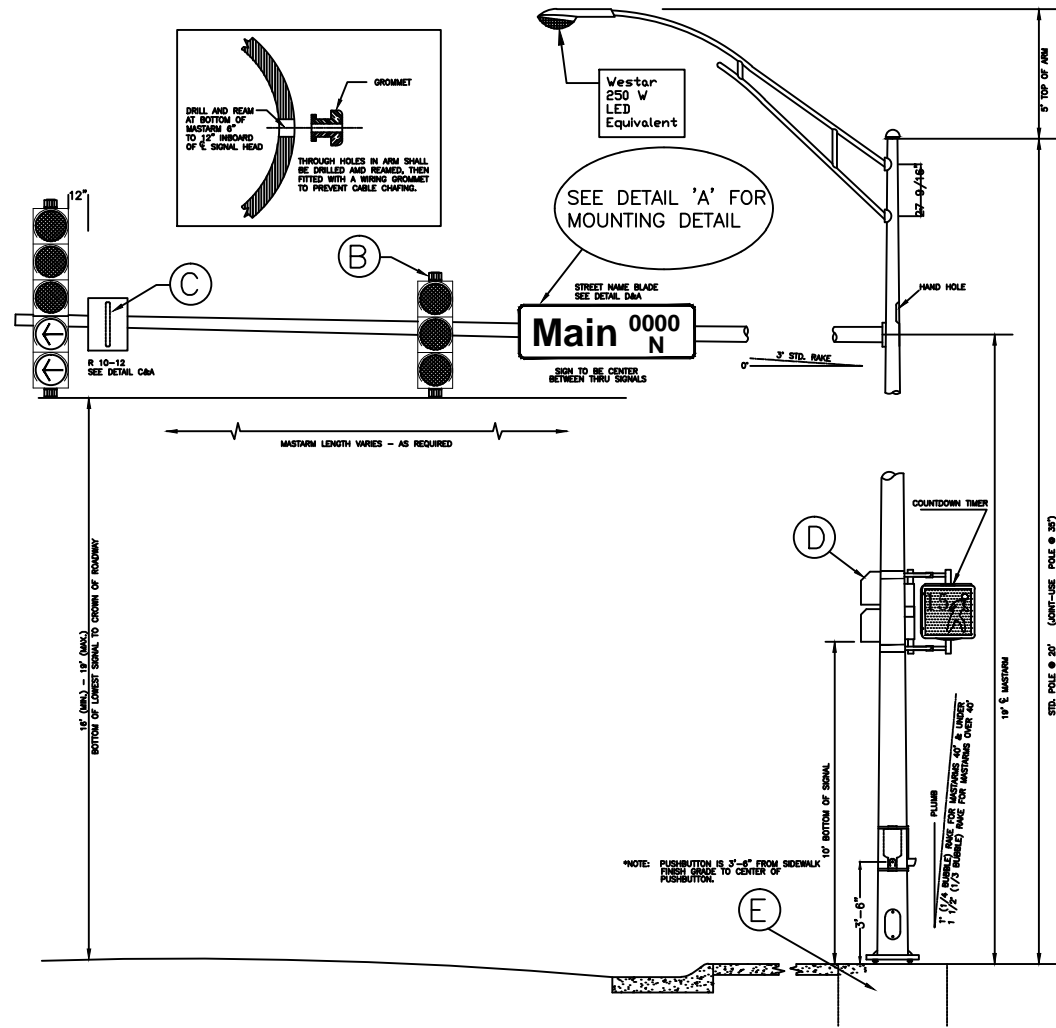 GROMMET
DRILL AND REAM
AT BOTTOM OF
MASTARM 6"
TO 12" INBOARD
OF ℄ SIGNAL HEAD
THROUGH HOLES IN ARM SHALL
BE DRILLED AMD REAMED, THEN
FITTED WITH A WIRING GROMMET
TO PREVENT CABLE CHAFING.
Westar
250 W
LED
Equivalent
5' TOP OF ARM
27 9/16"
SEE DETAIL 'A' FOR
MOUNTING DETAIL
12"
C
B
STREET NAME BLADE
SEE DETAIL D&A
HAND HOLE
Main 0000
N
R 10-12
SEE DETAIL C&A
SIGN TO BE CENTER
BETWEEN THRU SIGNALS
3' STD. RAKE
0'
MASTARM LENGTH VARIES - AS REQUIRED
COUNTDOWN TIMER
D
16' (MIN.) - 19' (MAX.)
BOTTOM OF LOWEST SIGNAL TO CROWN OF ROADWAY
10' BOTTOM OF SIGNAL
19' ℄ MASTARM
STD. POLE @ 20' (JOINT-USE POLE @ 35')
PLUMB
1" (1/4 BUBBLE) RAKE FOR MASTARMS 40' & UNDER
1 1/2" (1/3 BUBBLE) RAKE FOR MASTARMS OVER 40'
*NOTE: PUSHBUTTON IS 3'-6" FROM SIDEWALK
FINISH GRADE TO CENTER OF
PUSHBUTTON.
3'-6"
E